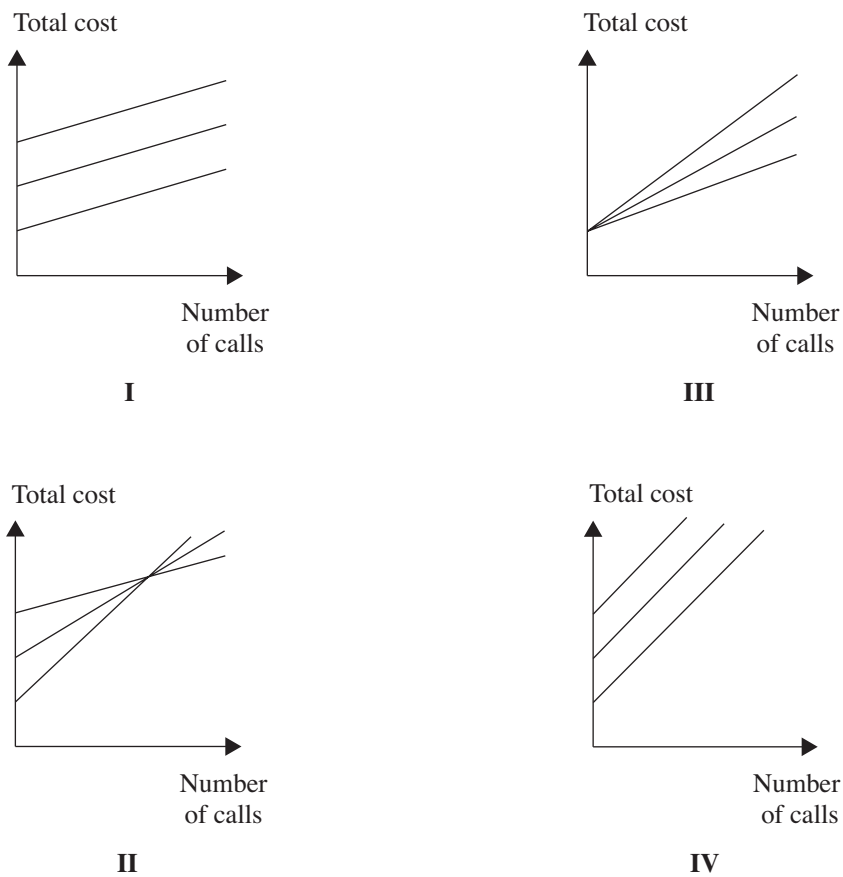 Total cost
Number
of calls
I
Total cost
Number
of calls
III
Total cost
Number
of calls
II
Total cost
Number
of calls
IV